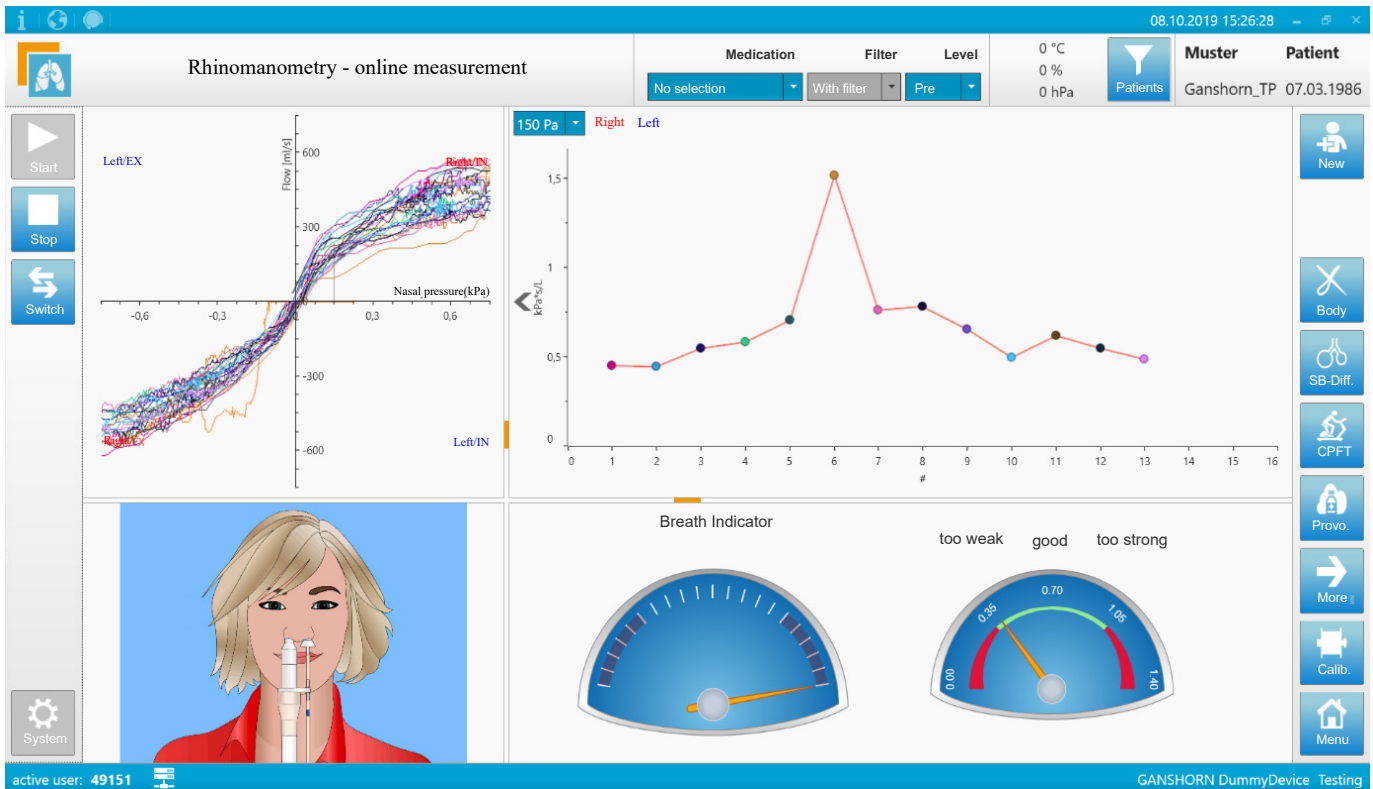 08.10.2019 15:26:28
Rhinomanometry - online measurement
Medication Filter Level
No selection With filter Pre
0 °C
0 %
0 hPa
Patients
Muster Patient
Ganshorn_TP 07.03.1986
Start
Stop
Switch
System
Left/EX
Right/IN
Flow [ml/s]
600
300
Nasal pressure(kPa)
-0,6 -0,3 0,3 0,6
-300
-600
Left/IN
150 Pa Right Left
kPa*s/L
1,5
1
0,5
0
0 1 2 3 4 5 6 7 8 9 10 11 12 13 14 15 16
#
Breath Indicator
too weak good too strong
0.00 0.35 0.70 1.05 1.40
New
Body
SB-Diff.
CPFT
Provo.
More
Calib.
Menu
active user: 49151
GANSHORN DummyDevice Testing